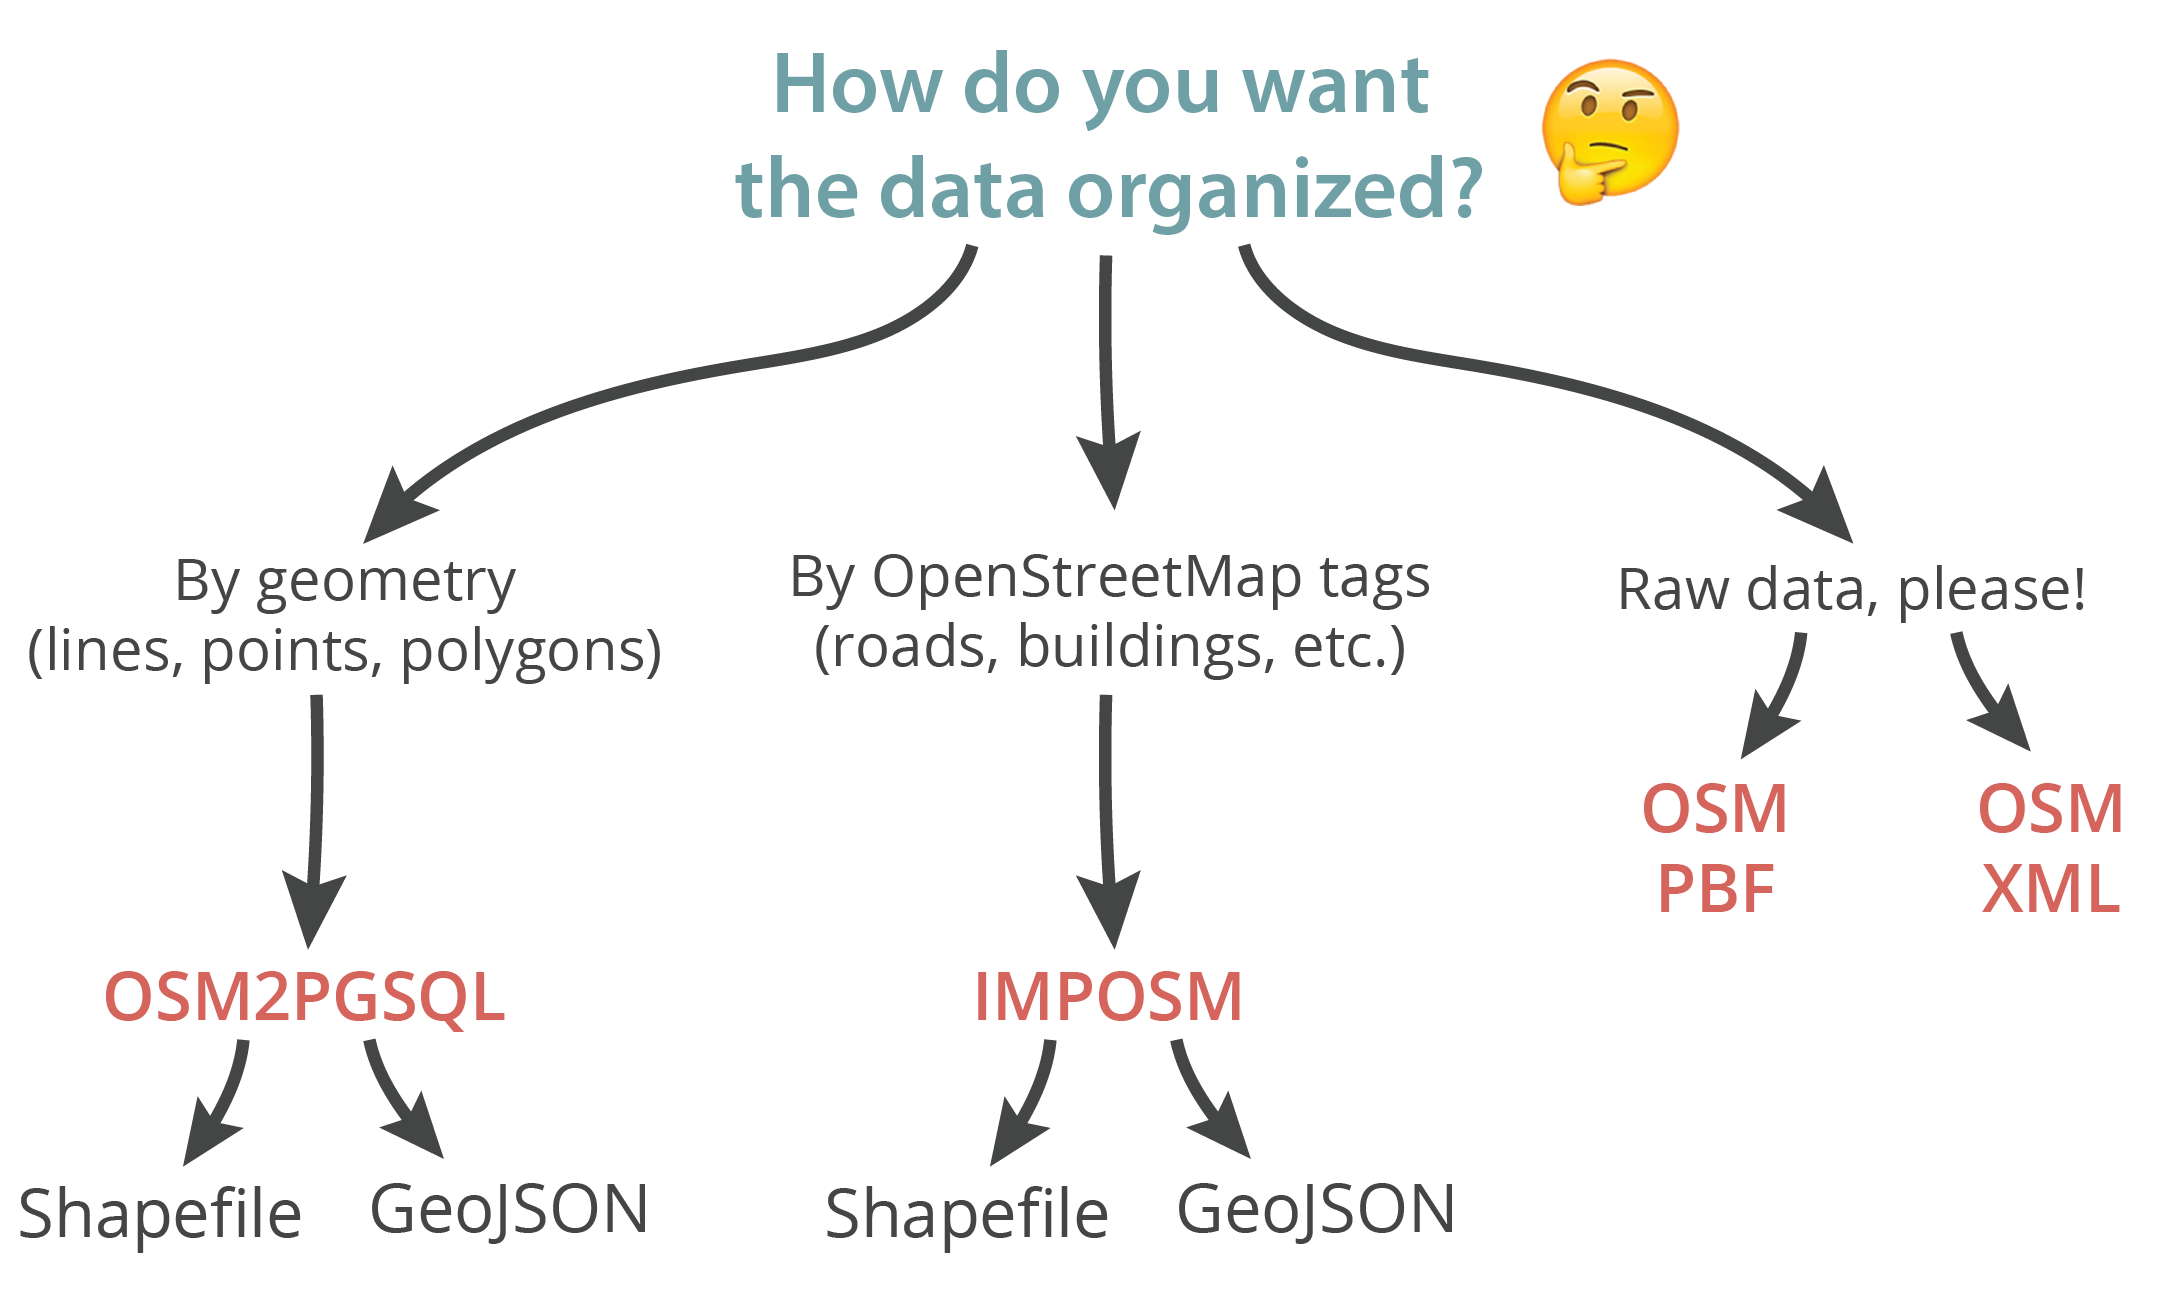 How do you want
the data organized?
By geometry
(lines, points, polygons)
By OpenStreetMap tags
(roads, buildings, etc.)
Raw data, please!
OSM
PBF
OSM
XML
OSM2PGSQL
IMPOSM
Shapefile
GeoJSON
Shapefile
GeoJSON